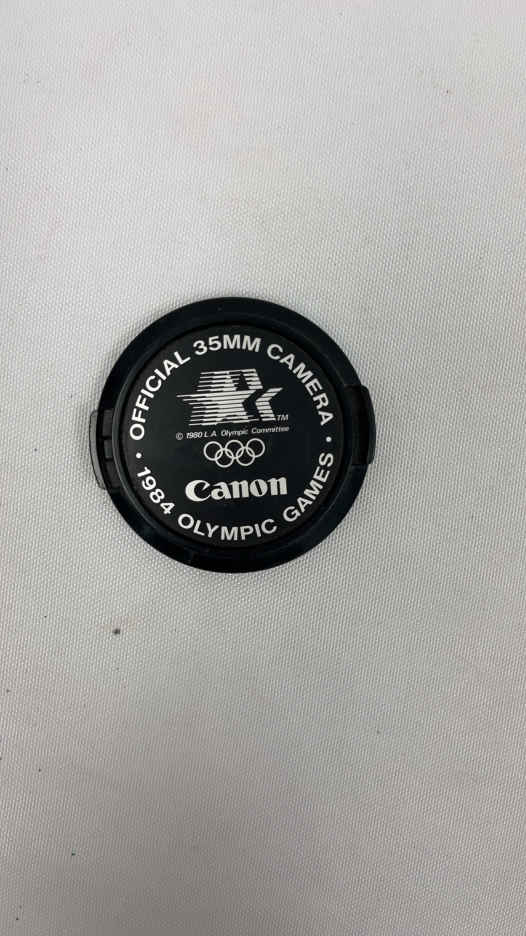 • OFFICIAL 35MM CAMERA •
TM
© 1980 L.A. Olympic Committee
Canon
1984 OLYMPIC GAMES